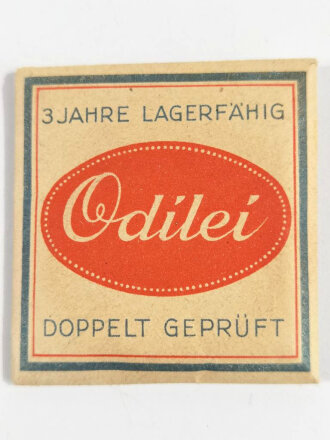 3 JAHRE LAGERFÄHIG
Odilei
DOPPELT GEPRÜFT